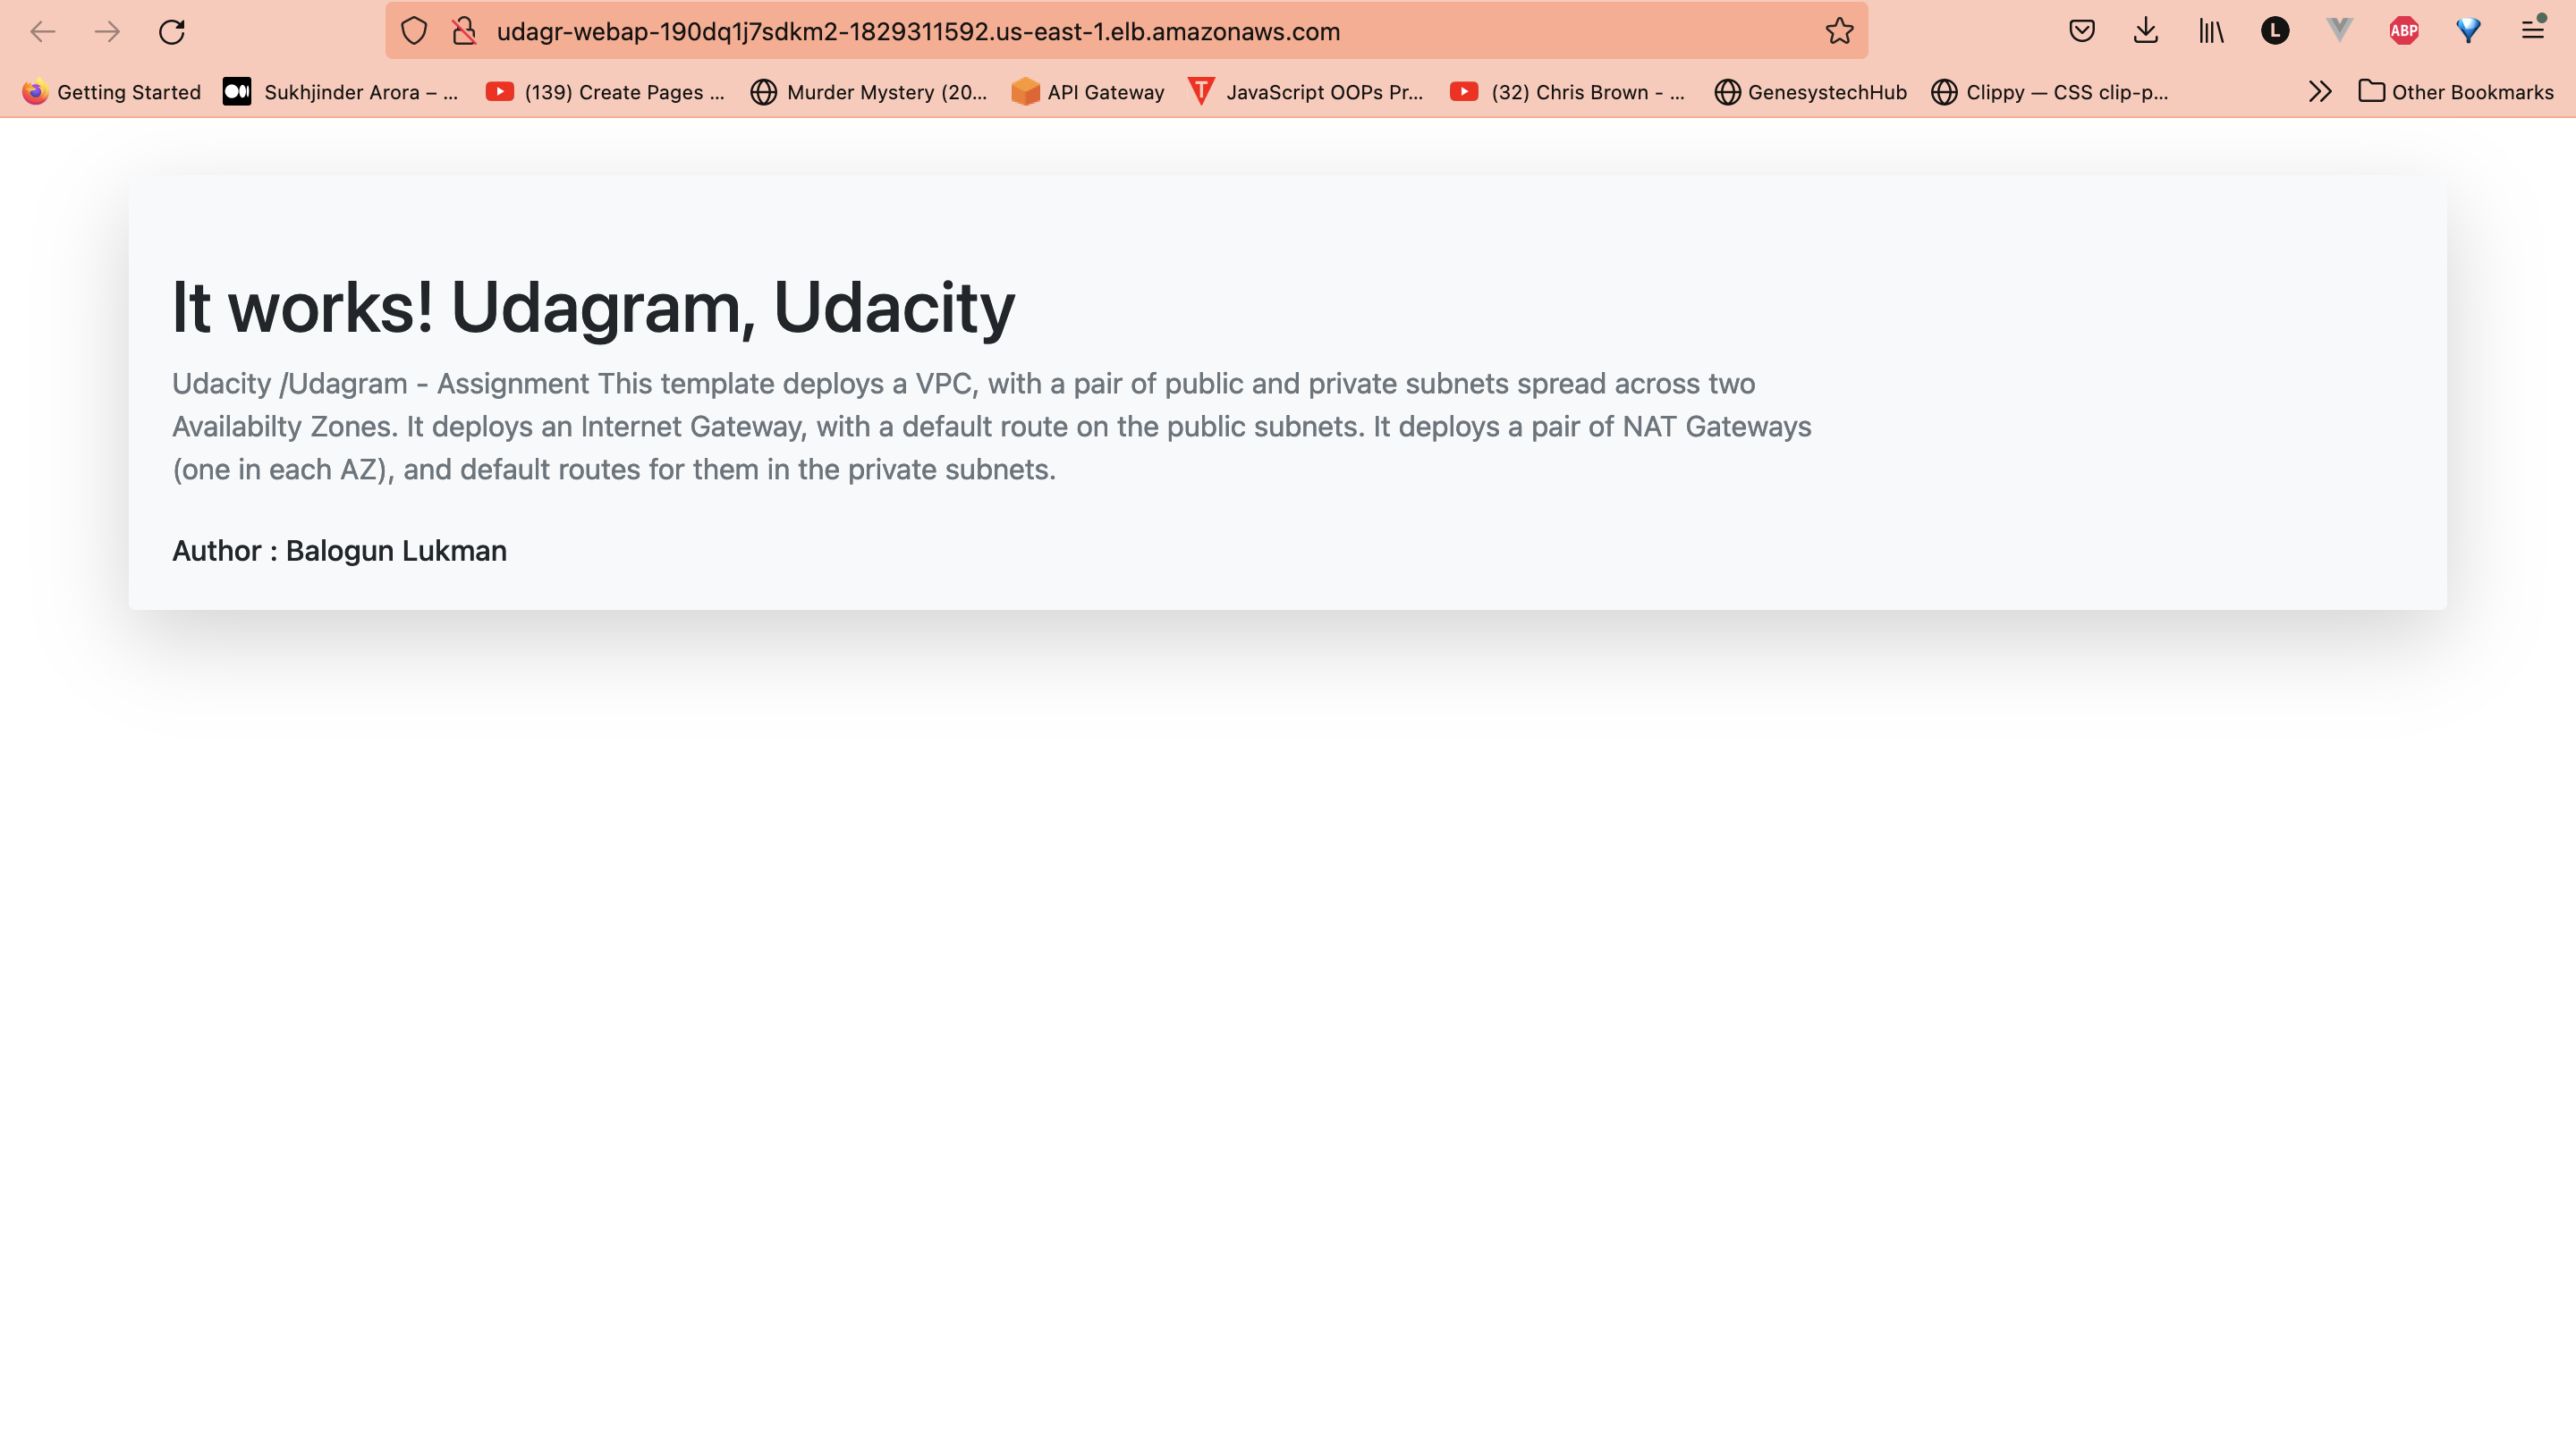 udagr-webap-190dq1j7sdkm2-1829311592.us-east-1.elb.amazonaws.com
L
ABP
Getting Started
Sukhjinder Arora – ...
(139) Create Pages ...
Murder Mystery (20...
API Gateway
T
JavaScript OOPs Pr...
(32) Chris Brown - ...
GenesystechHub
Clippy — CSS clip-p...
Other Bookmarks
It works! Udagram, Udacity
Udacity /Udagram - Assignment This template deploys a VPC, with a pair of public and private subnets spread across two
Availabilty Zones. It deploys an Internet Gateway, with a default route on the public subnets. It deploys a pair of NAT Gateways
(one in each AZ), and default routes for them in the private subnets.
Author : Balogun Lukman